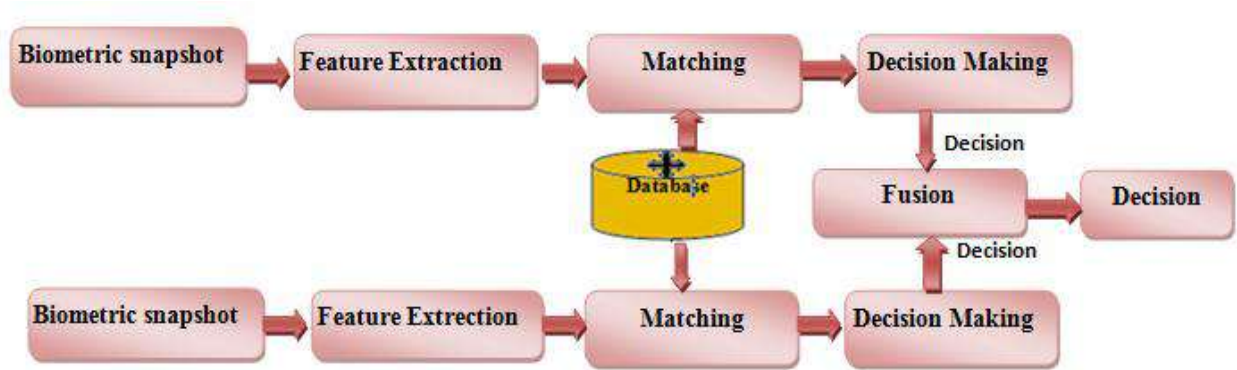 Biometric snapshot
Feature Extraction
Matching
Decision Making
Decision
Database
Fusion
Decision
Decision
Biometric snapshot
Feature Extrection
Matching
Decision Making